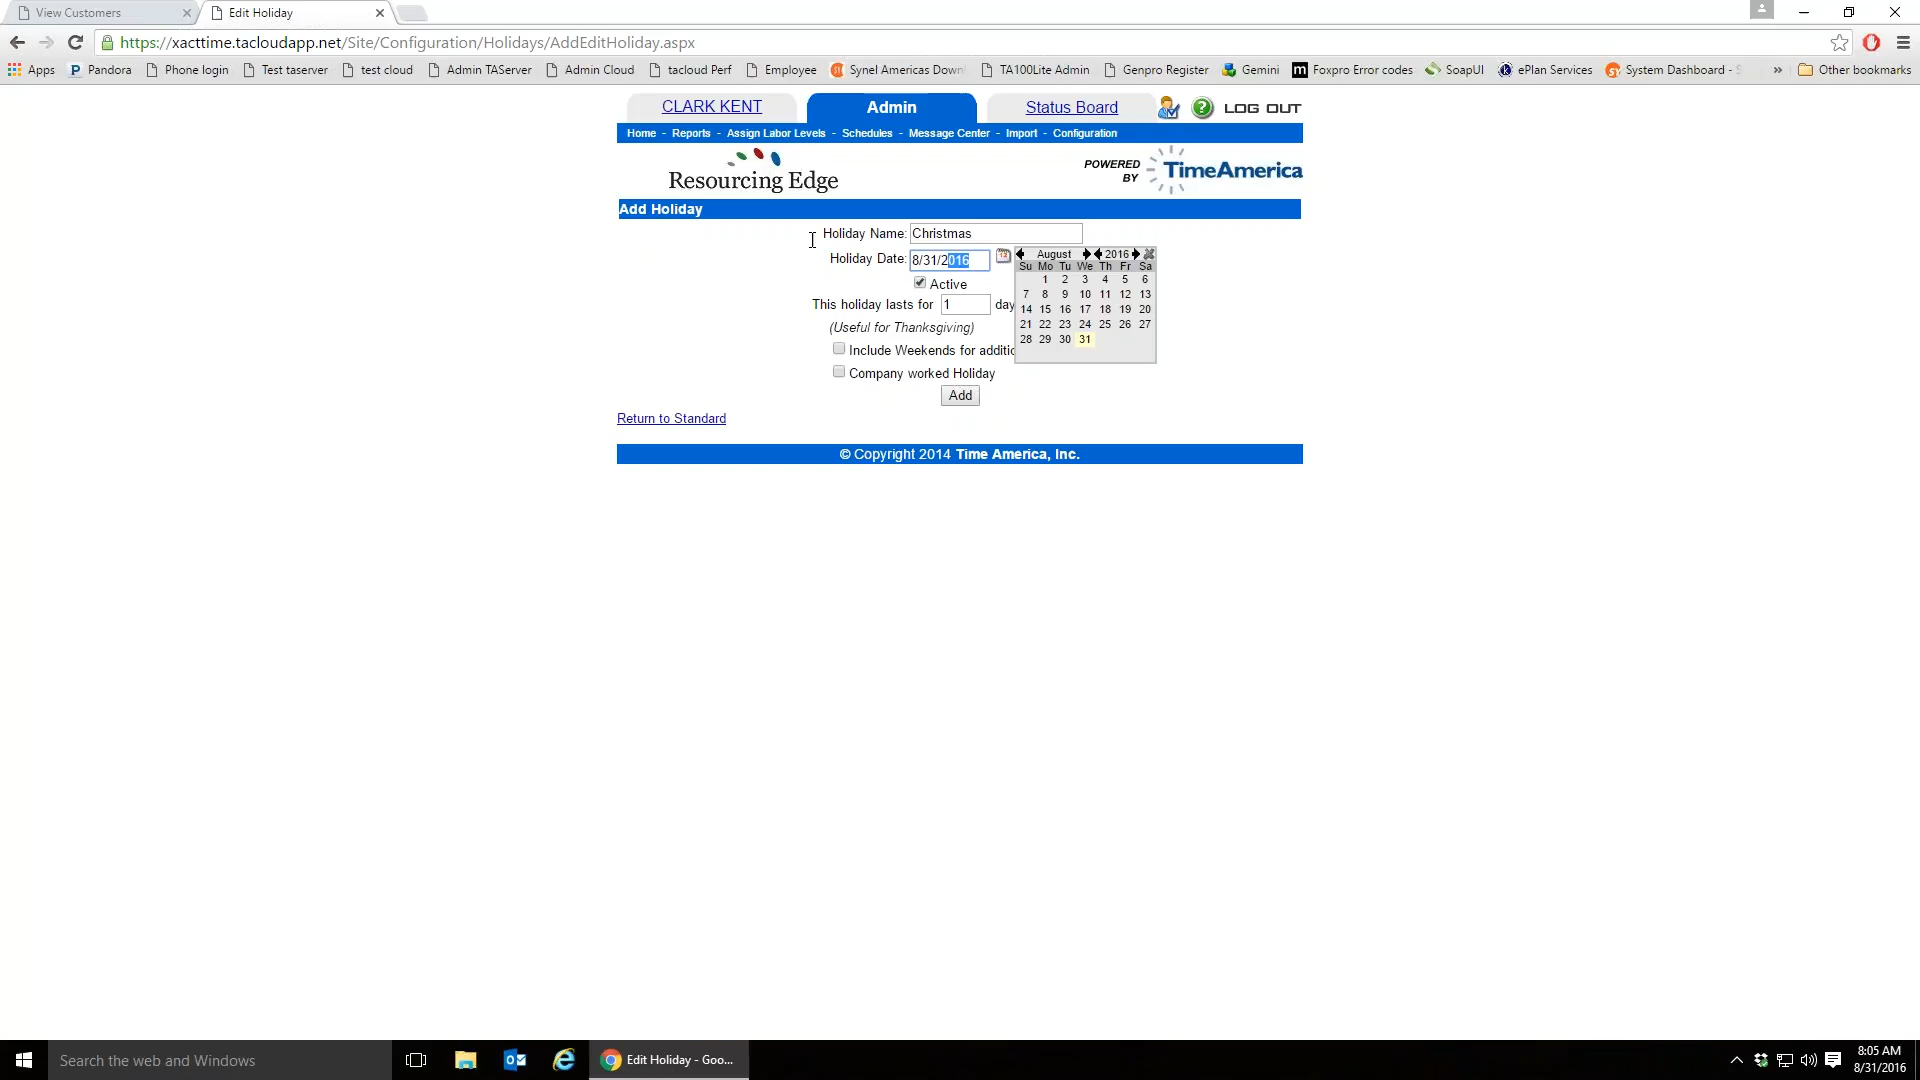 View Customers
Edit Holiday
https://xacttime.tacloudapp.net/Site/Configuration/Holidays/AddEditHoliday.aspx
Apps Pandora Phone login Test taserver test cloud Admin TAServer Admin Cloud tacloud Perf Employee Synel Americas Down TA100Lite Admin Genpro Register Gemini Foxpro Error codes SoapUI ePlan Services System Dashboard - » Other bookmarks
CLARK KENT Admin Status Board LOG OUT
Home - Reports - Assign Labor Levels - Schedules - Message Center - Import - Configuration
Resourcing Edge
POWERED
BY
TimeAmerica
Add Holiday
Holiday Name: Christmas
Holiday Date: 8/31/2016
August 2016
Su Mo Tu We Th Fr Sa
1 2 3 4 5 6
7 8 9 10 11 12 13
14 15 16 17 18 19 20
21 22 23 24 25 26 27
28 29 30 31
Active
This holiday lasts for 1 day
(Useful for Thanksgiving)
Include Weekends for additio
Company worked Holiday
Add
Return to Standard
© Copyright 2014 Time America, Inc.
Search the web and Windows
Edit Holiday - Goo...
8:05 AM
8/31/2016